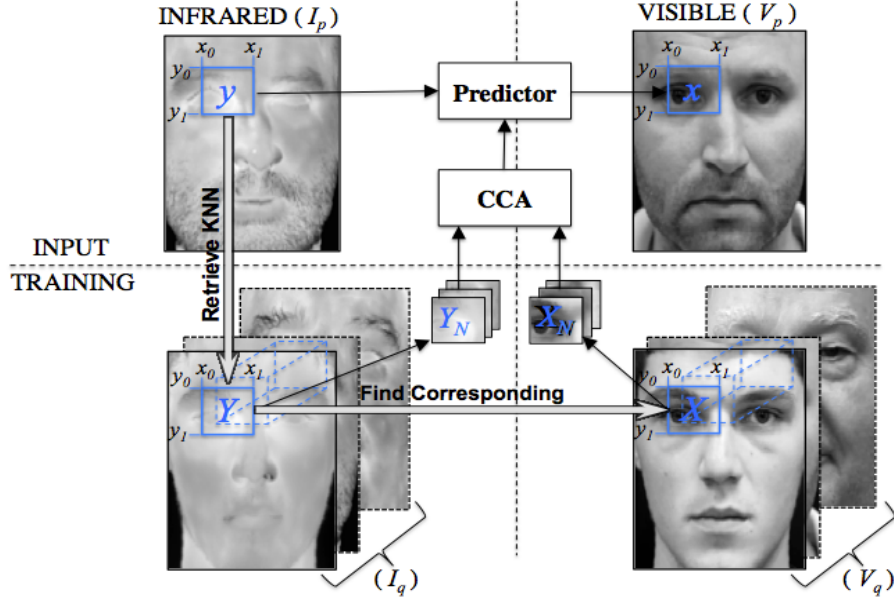 INFRARED ( I_p )
VISIBLE ( V_p )
x_0 x_1
y_0
y
y_1
Predictor
x_0 x_1
y_0
x
y_1
CCA
Retrieve KNN
INPUT
TRAINING
Y_N
X_N
x_0 x_1
y_0
Y
y_1
Find Corresponding
x_0 x_1
y_0
X
y_1
( I_q )
( V_q )